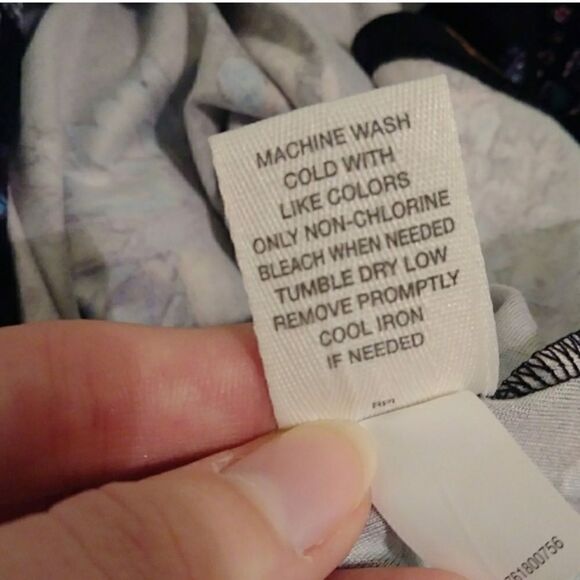 MACHINE WASH
COLD WITH
LIKE COLORS
ONLY NON-CHLORINE
BLEACH WHEN NEEDED
TUMBLE DRY LOW
REMOVE PROMPTLY
COOL IRON
IF NEEDED
761800756